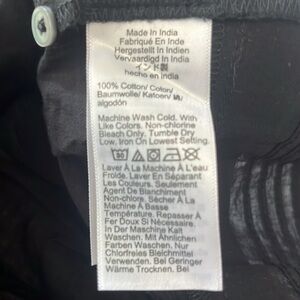 Made In India
Fabriqué En Inde
Hergestellt In Indien
Vervaardigd In India
インド製
hecho en India
100% Cotton/ Coton/
Baumwolle/ Katoen/
algodón
Machine Wash Cold. With
Like Colors. Non-chlorine
Bleach Only. Tumble Dry
Low, Iron On Lowest Setting.
Laver À La Machine À L'eau
Froide. Laver En Séparant
Les Couleurs. Seulement
Agent De Blanchiment
Non Chloré. Sécher À La
Machine À Basse
Température. Repasser À
Fer Doux Si Nécessaire.
In Der Maschine Kalt
Waschen. Mit Ähnlichen
Farben Waschen. Nur
Chlorfreies Bleichmittel
Verwenden. Bei Geringer
Wärme Trocknen. Bei